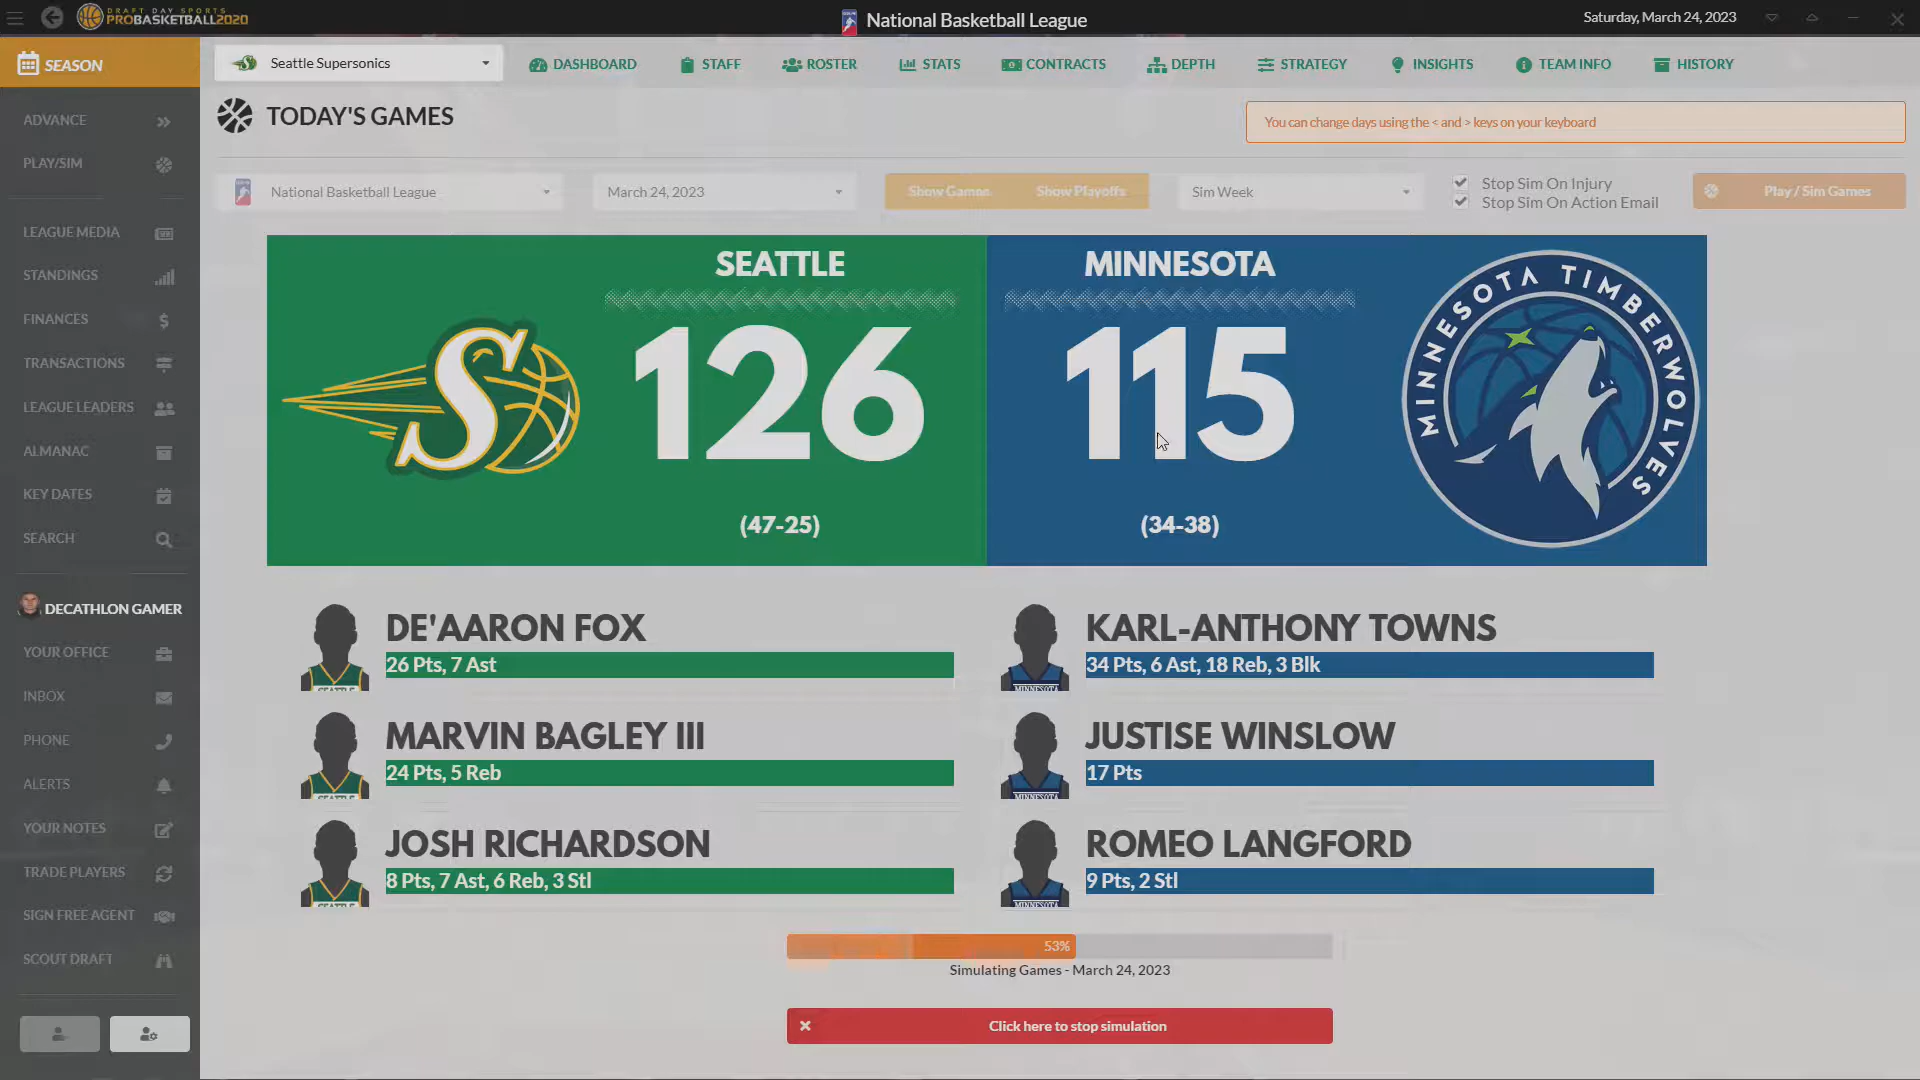 DRAFT DAY SPORTS
PROBASKETBALL2020
National Basketball League
Saturday, March 24, 2023
SEASON
Seattle Supersonics
DASHBOARD
STAFF
ROSTER
STATS
CONTRACTS
DEPTH
STRATEGY
INSIGHTS
TEAM INFO
HISTORY
TODAY'S GAMES
You can change days using the < and > keys on your keyboard
National Basketball League
March 24, 2023
Show Games
Show Playoffs
Sim Week
Stop Sim On Injury
Stop Sim On Action Email
Play / Sim Games
ADVANCE
PLAY/SIM
LEAGUE MEDIA
STANDINGS
FINANCES
TRANSACTIONS
LEAGUE LEADERS
ALMANAC
KEY DATES
SEARCH
DECATHLON GAMER
YOUR OFFICE
INBOX
PHONE
ALERTS
YOUR NOTES
TRADE PLAYERS
SIGN FREE AGENT
SCOUT DRAFT
SEATTLE
126
(47-25)
S
MINNESOTA
115
(34-38)
MINNESOTA TIMBERWOLVES
DE'AARON FOX
26 Pts, 7 Ast
SEATTLE
MARVIN BAGLEY III
24 Pts, 5 Reb
SEATTLE
JOSH RICHARDSON
8 Pts, 7 Ast, 6 Reb, 3 Stl
SEATTLE
KARL-ANTHONY TOWNS
34 Pts, 6 Ast, 18 Reb, 3 Blk
MINNESOTA
JUSTISE WINSLOW
17 Pts
MINNESOTA
ROMEO LANGFORD
9 Pts, 2 Stl
MINNESOTA
53%
Simulating Games - March 24, 2023
Click here to stop simulation